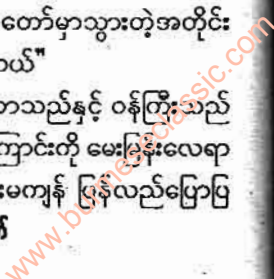 တော်မှာသွားတဲ့အတိုင်း
ယ်"
ာသည်နှင့် ဝန်ကြီးသည်
ကြာင်းကို မေးမြန်းလေရာ
းမကျန် ပြန်လည်ပြောပြ
www.burmeseclassic.com